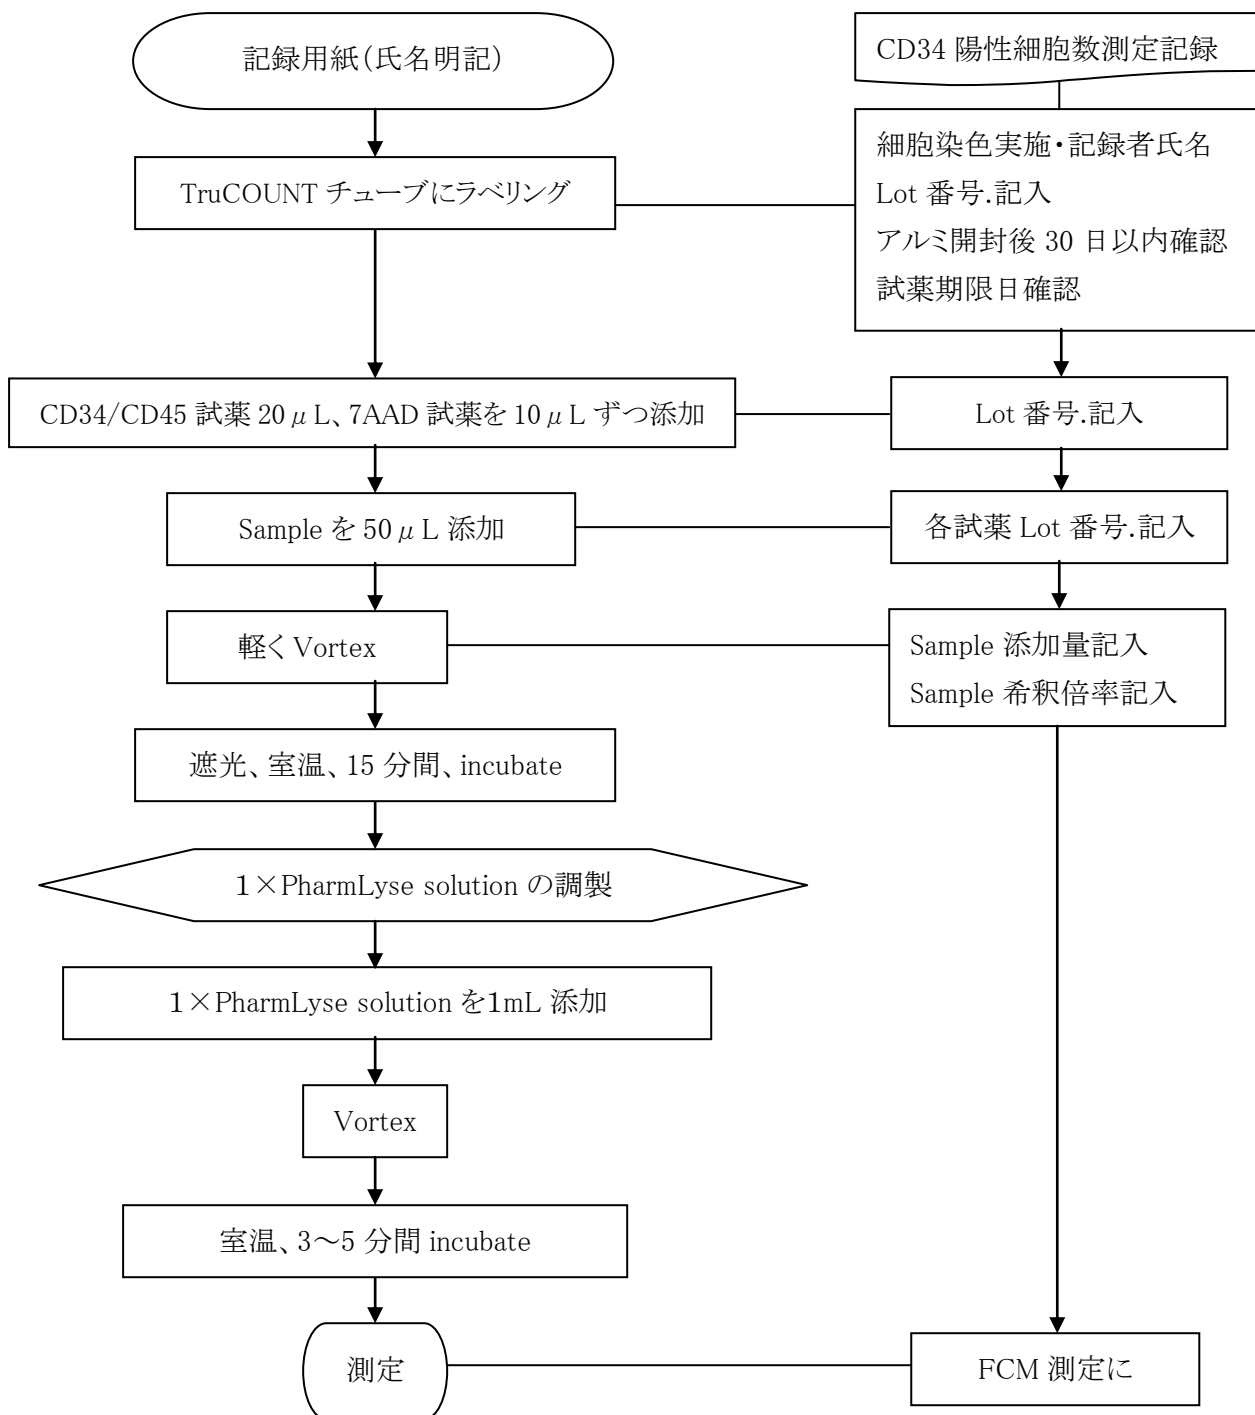 記録用紙(氏名明記)
CD34 陽性細胞数測定記録
細胞染色実施・記録者氏名
Lot 番号.記入
アルミ開封後 30 日以内確認
試薬期限日確認
TruCOUNT チューブにラベリング
CD34/CD45 試薬 20μL、7AAD 試薬を 10μL ずつ添加
Lot 番号.記入
Sample を 50μL 添加
各試薬 Lot 番号.記入
軽く Vortex
Sample 添加量記入
Sample 希釈倍率記入
遮光、室温、15 分間、incubate
1×PharmLyse solution の調製
1×PharmLyse solution を1mL 添加
Vortex
室温、3～5 分間 incubate
測定
FCM 測定に